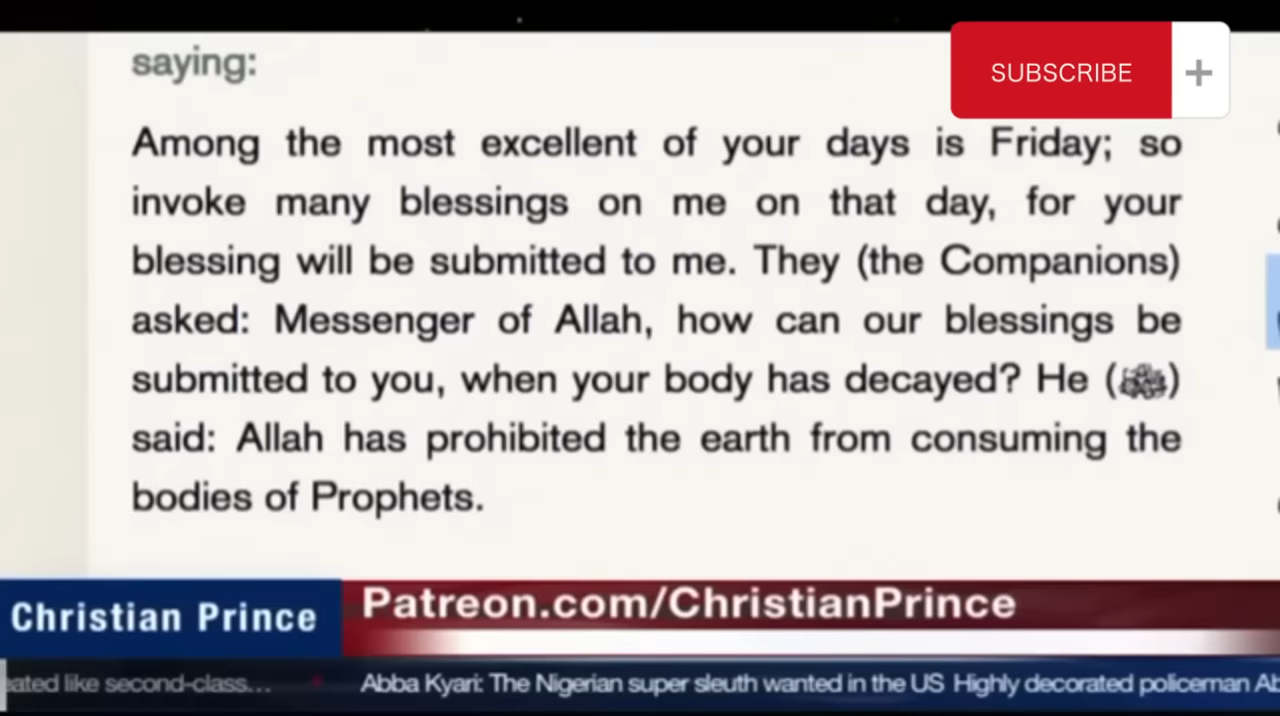 saying:
SUBSCRIBE +
Among the most excellent of your days is Friday; so
invoke many blessings on me on that day, for your
blessing will be submitted to me. They (the Companions)
asked: Messenger of Allah, how can our blessings be
submitted to you, when your body has decayed? He (ﷺ)
said: Allah has prohibited the earth from consuming the
bodies of Prophets.
Christian Prince
Patreon.com/ChristianPrince
eated like second-class... Abba Kyari: The Nigerian super sleuth wanted in the US Highly decorated policeman Ab